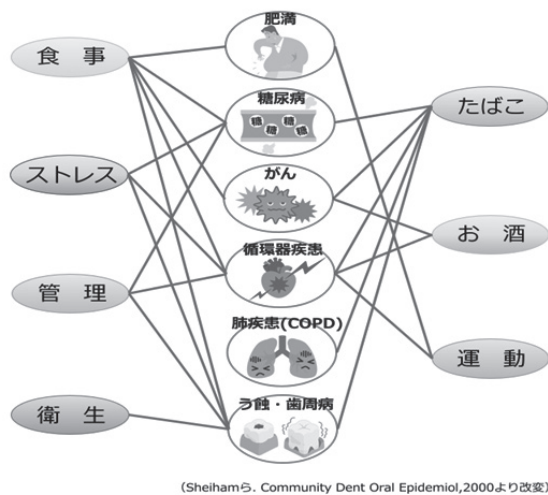 肥満
食 事
糖尿病
糖 糖
糖 糖
たばこ
ストレス
がん
お 酒
循環器疾患
管 理
肺疾患(COPD)
運 動
衛 生
う蝕・歯周病
(Sheihamら. Community Dent Oral Epidemiol,2000より改変)